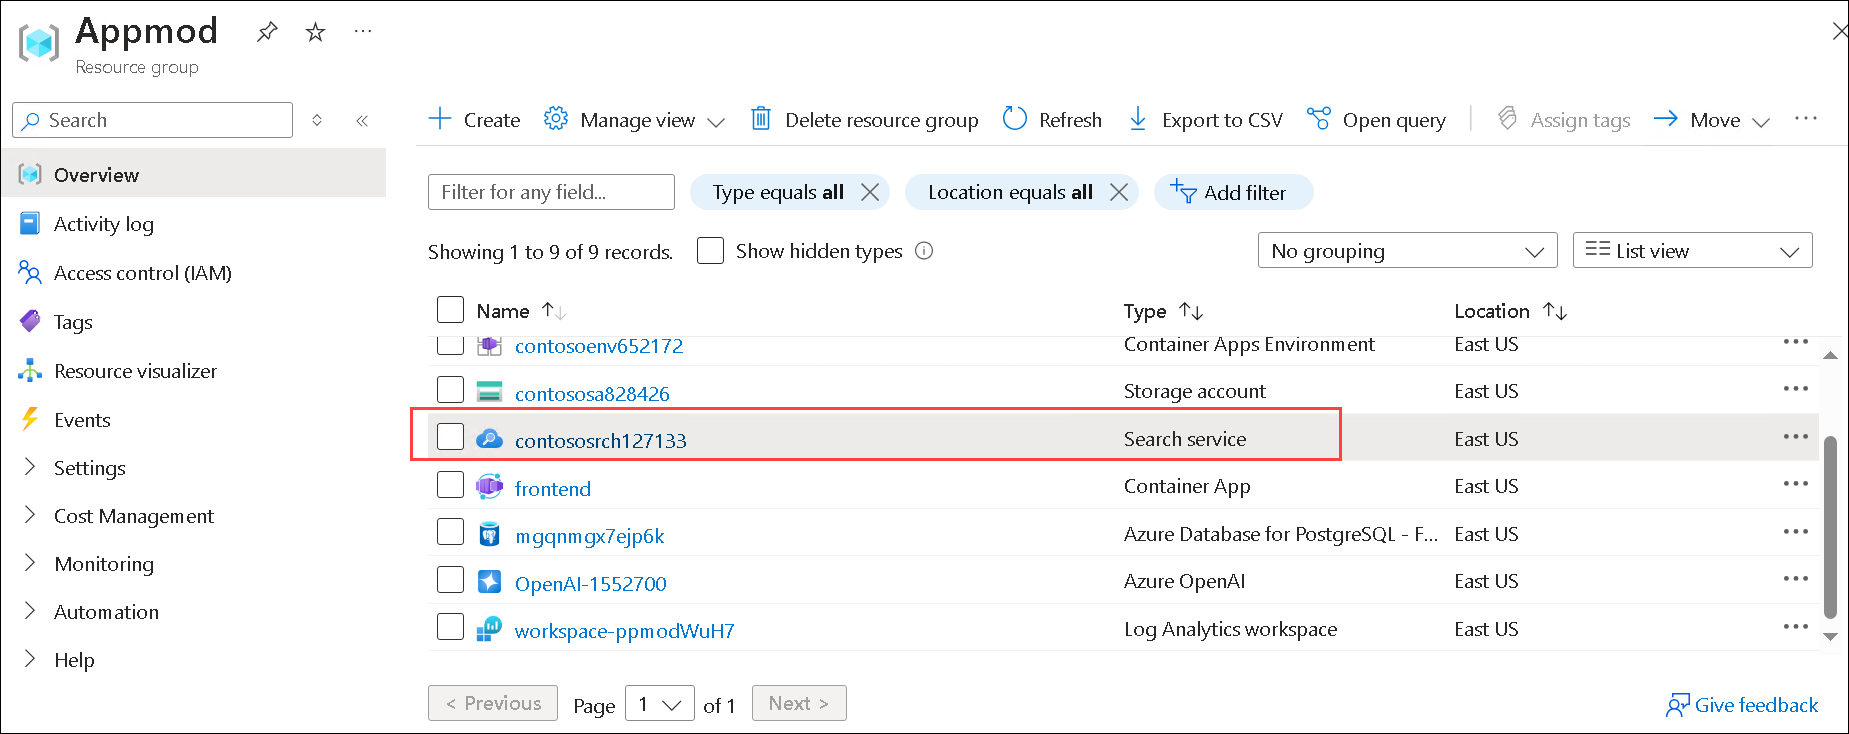 Appmod
Resource group
Search
Create Manage view Delete resource group Refresh Export to CSV Open query Assign tags Move
Overview
Activity log
Access control (IAM)
Tags
Resource visualizer
Events
Settings
Cost Management
Monitoring
Automation
Help
Filter for any field... Type equals all Location equals all Add filter
Showing 1 to 9 of 9 records. Show hidden types No grouping List view
Name Type Location
contosoenv652172 Container Apps Environment East US
contososa828426 Storage account East US
contososrch127133 Search service East US
frontend Container App East US
mgqnmgx7ejp6k Azure Database for PostgreSQL - F... East US
OpenAI-1552700 Azure OpenAI East US
workspace-ppmodWuH7 Log Analytics workspace East US
< Previous Page 1 of 1 Next > Give feedback